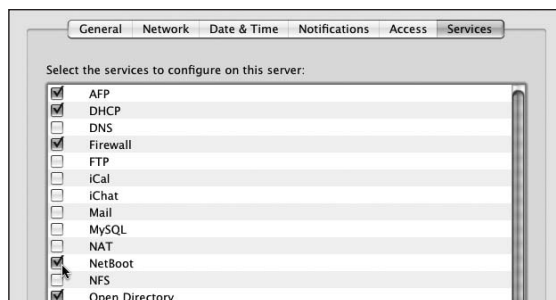 General Network Date & Time Notifications Access Services
Select the services to configure on this server:
AFP
DHCP
DNS
Firewall
FTP
iCal
iChat
Mail
MySQL
NAT
NetBoot
NFS
Open Directory